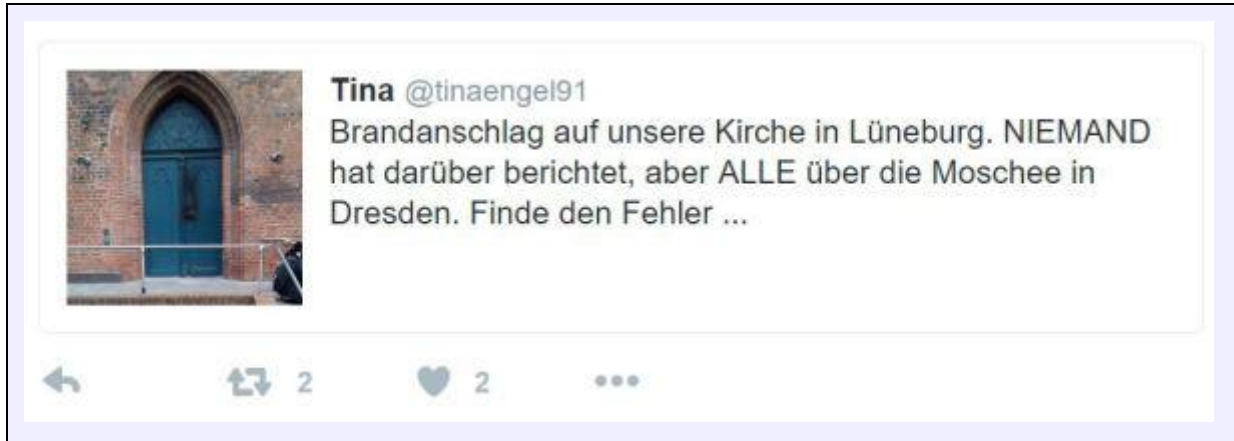 Tina @tinaengel91
Brandanschlag auf unsere Kirche in Lüneburg. NIEMAND
hat darüber berichtet, aber ALLE über die Moschee in
Dresden. Finde den Fehler ...
2 2